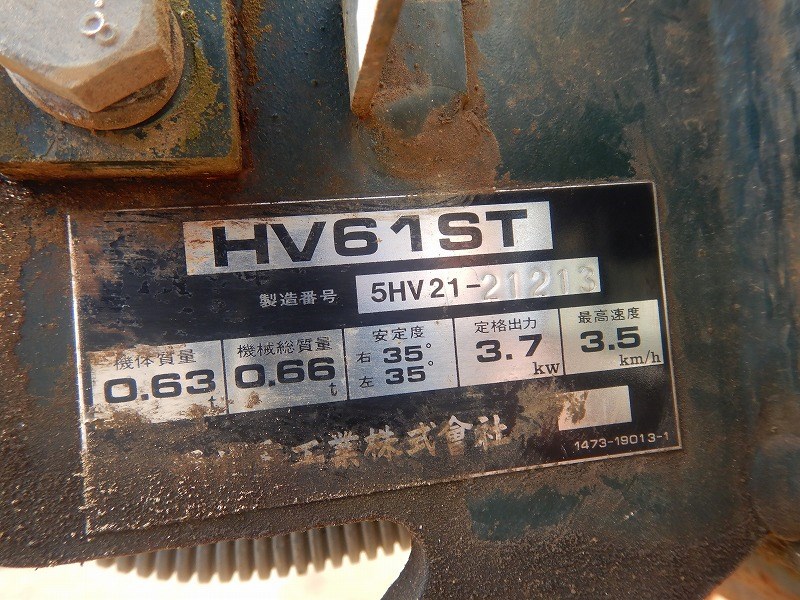 HV61ST
製造番号 5HV21-21213
機体質量 機械総質量 安定度 定格出力 最高速度
0.63 t 0.66 t 右 35° 左 35° 3.7 kw 3.5 km/h
工業株式會社
1473-19013-1